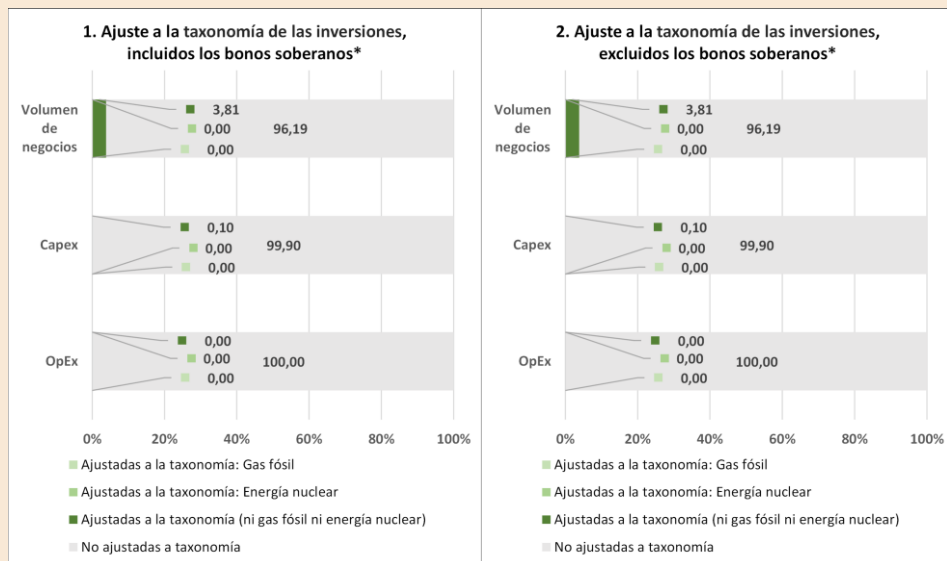 1. Ajuste a la taxonomía de las inversiones,
incluidos los bonos soberanos*
Volumen
de
negocios
3,81
0,00
96,19
0,00
Capex
0,10
0,00
99,90
0,00
OpEx
0,00
0,00
100,00
0,00
0% 20% 40% 60% 80% 100%
Ajustadas a la taxonomía: Gas fósil
Ajustadas a la taxonomía: Energía nuclear
Ajustadas a la taxonomía (ni gas fósil ni energía nuclear)
No ajustadas a taxonomía
2. Ajuste a la taxonomía de las inversiones,
excluidos los bonos soberanos*
Volumen
de
negocios
3,81
0,00
96,19
0,00
Capex
0,10
0,00
99,90
0,00
OpEx
0,00
0,00
100,00
0,00
0% 20% 40% 60% 80% 100%
Ajustadas a la taxonomía: Gas fósil
Ajustadas a la taxonomía: Energía nuclear
Ajustadas a la taxonomía (ni gas fósil ni energía nuclear)
No ajustadas a taxonomía